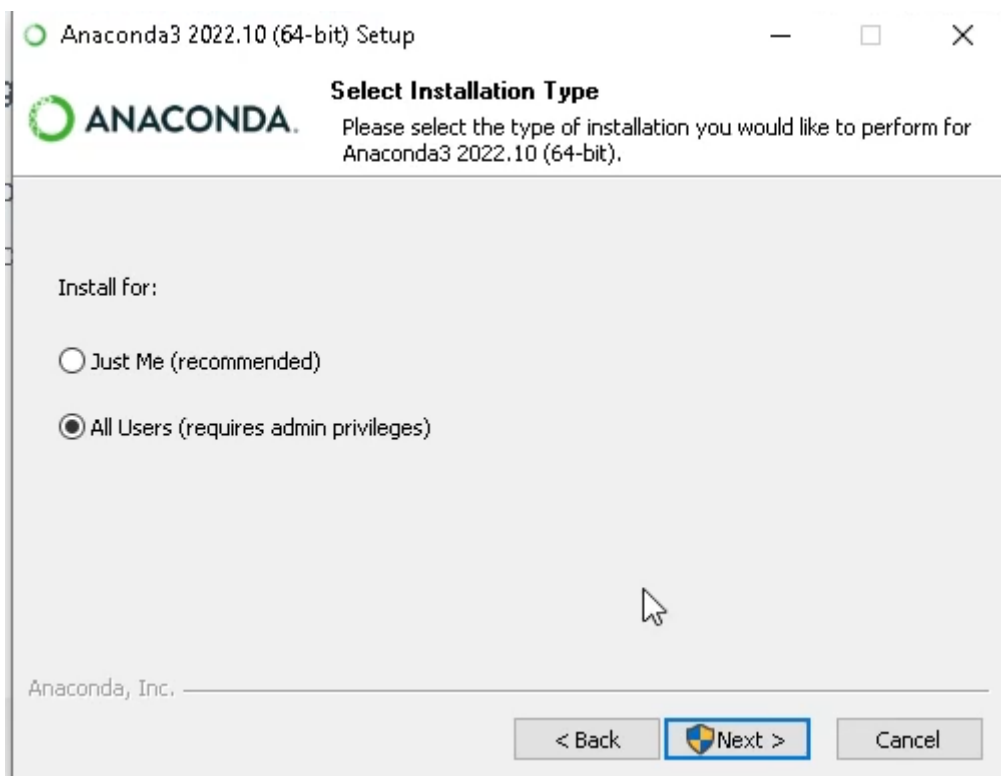 Anaconda3 2022.10 (64-bit) Setup
ANACONDA.
Select Installation Type
Please select the type of installation you would like to perform for
Anaconda3 2022.10 (64-bit).
Install for:
Just Me (recommended)
All Users (requires admin privileges)
Anaconda, Inc.
< Back
Next >
Cancel